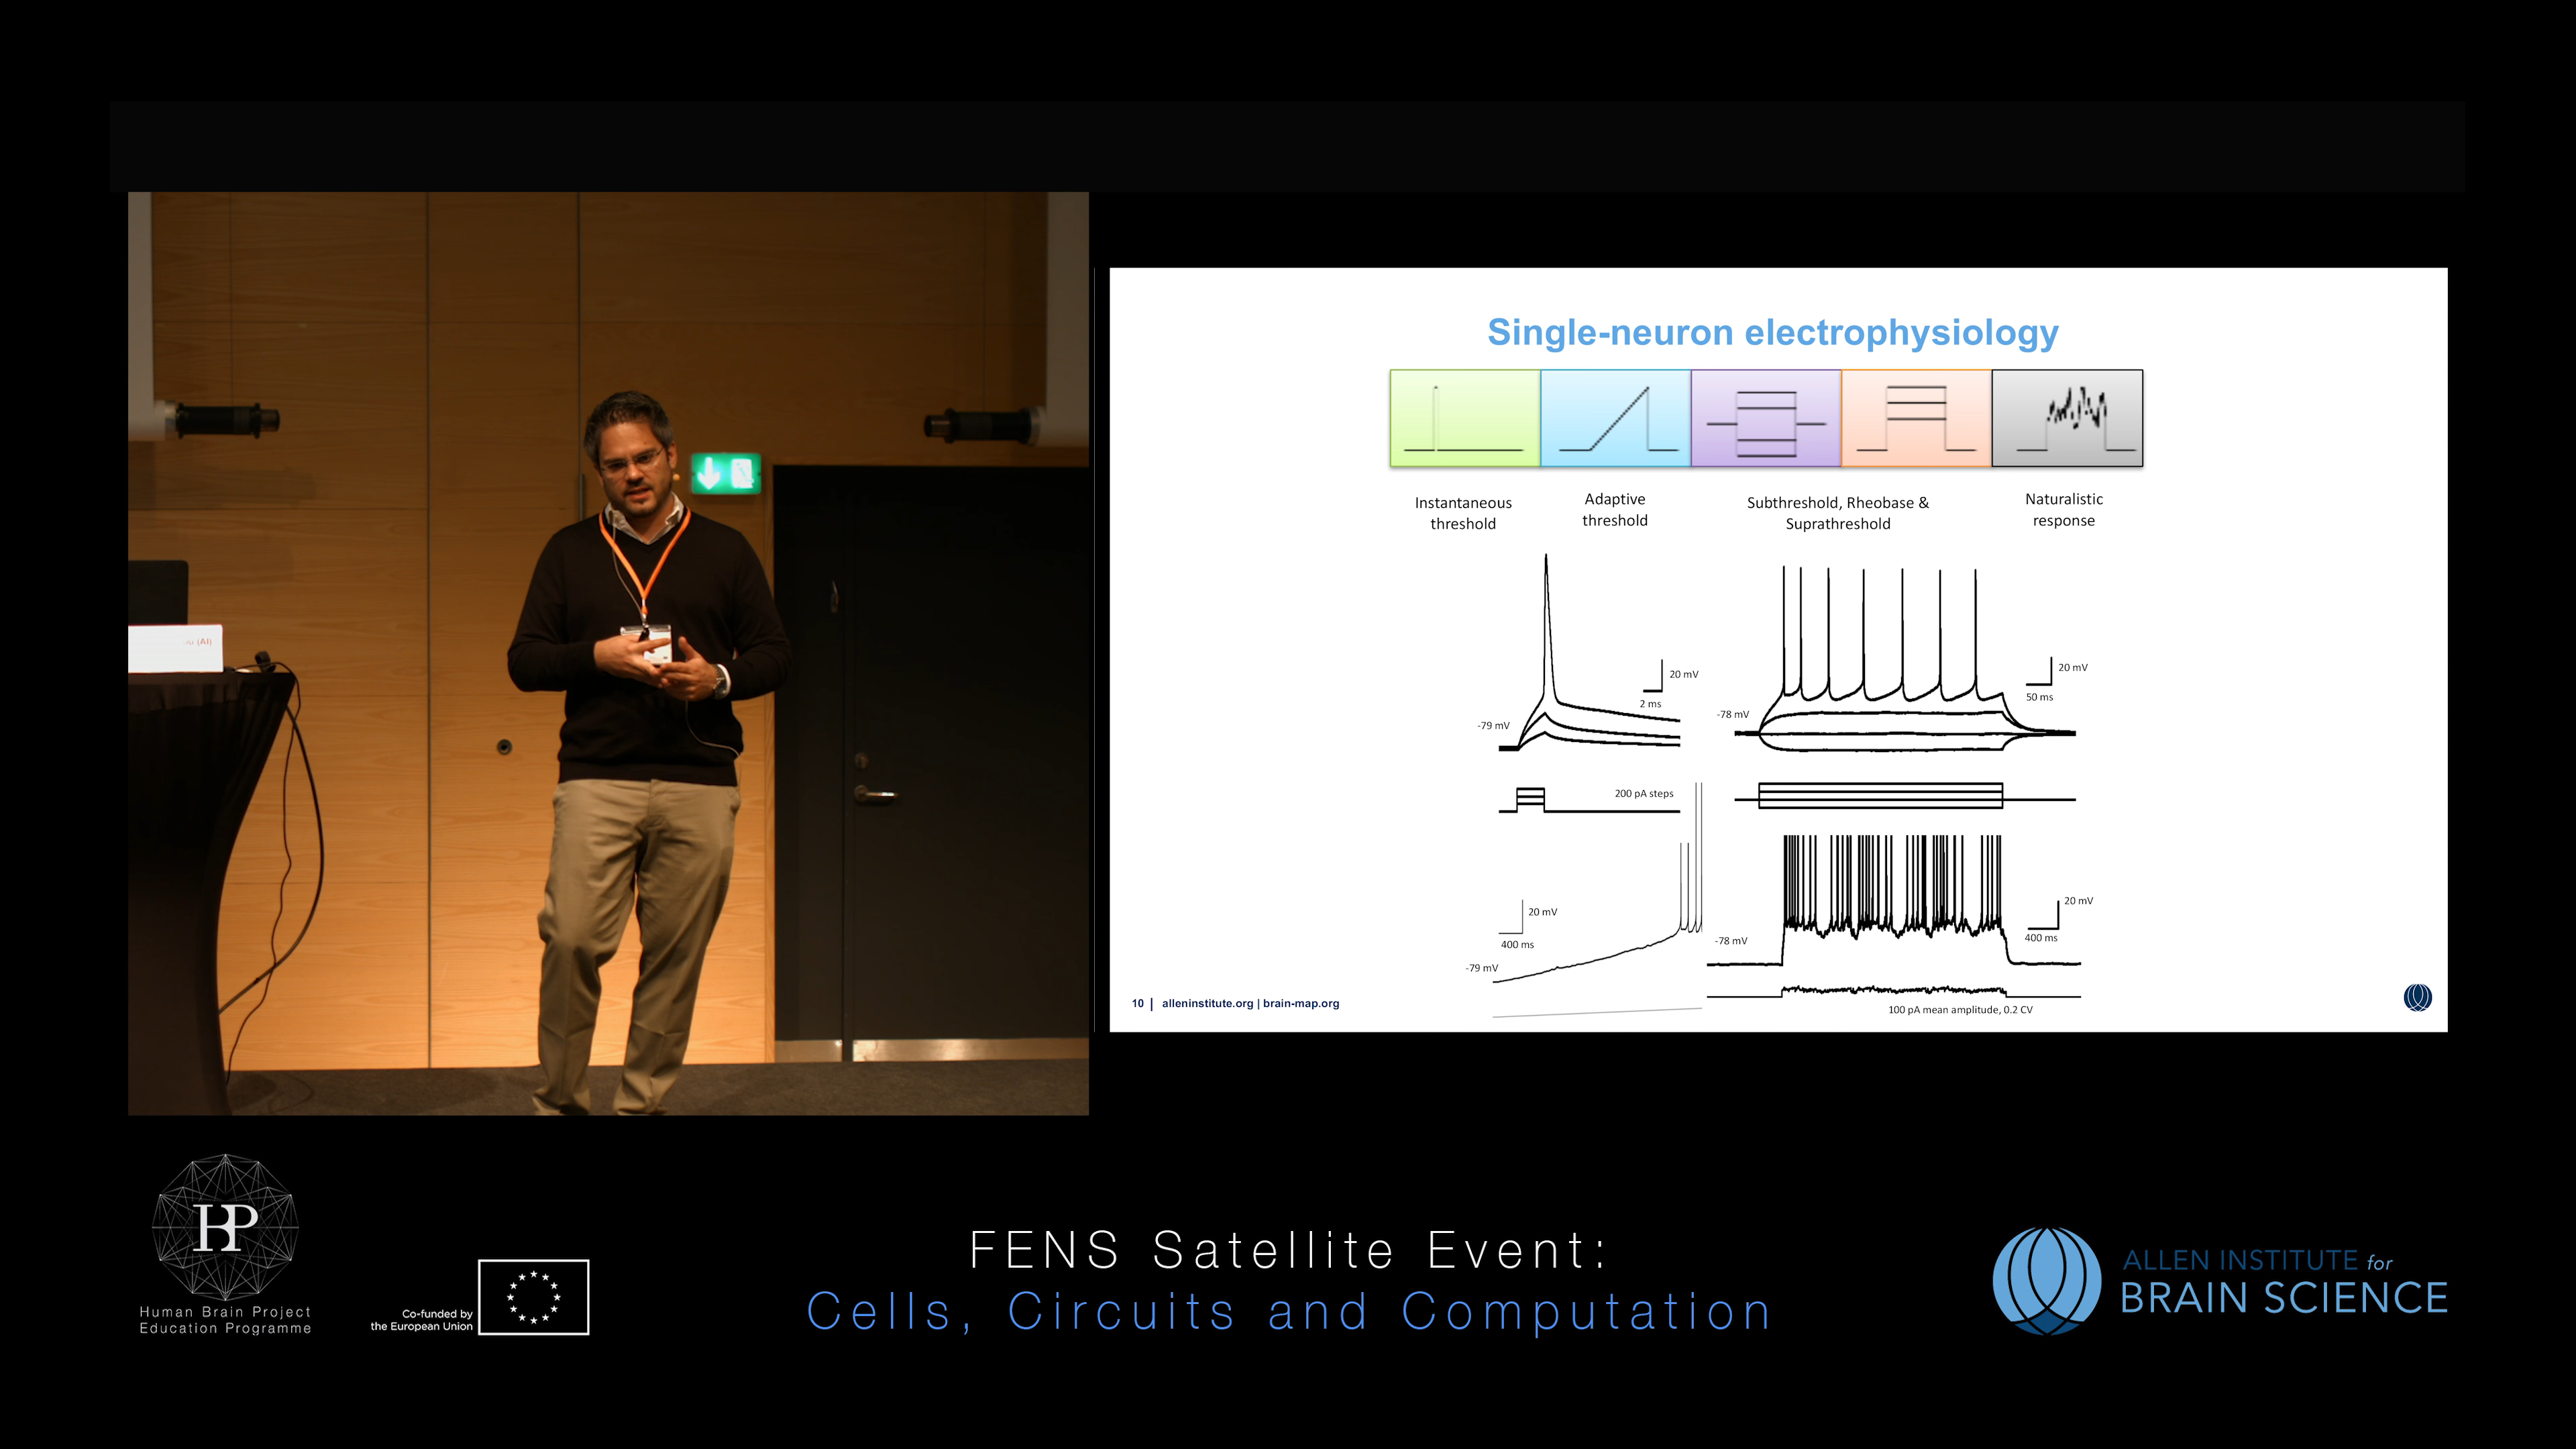 (AI)
Single-neuron electrophysiology
Instantaneous
threshold
Adaptive
threshold
Subthreshold, Rheobase &
Suprathreshold
Naturalistic
response
20 mV
2 ms
-79 mV
200 pA steps
20 mV
50 ms
-78 mV
20 mV
400 ms
-79 mV
20 mV
400 ms
-78 mV
100 pA mean amplitude, 0.2 CV
10 | alleninstitute.org | brain-map.org
HBP
Human Brain Project
Education Programme
Co-funded by
the European Union
FENS Satellite Event:
Cells, Circuits and Computation
ALLEN INSTITUTE for
BRAIN SCIENCE